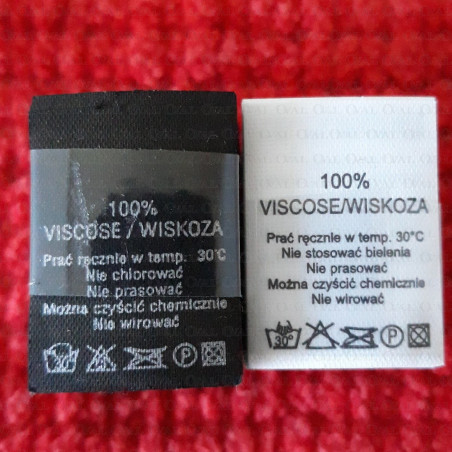 100%
VISCOSE / WISKOZA
Prać ręcznie w temp. 30°C
Nie chlorować
Nie prasować
Można czyścić chemicznie
Nie wirować
P
100%
VISCOSE/WISKOZA
Prać ręcznie w temp. 30°C
Nie stosować bielenia
Nie prasować
Można czyścić chemicznie
Nie wirować
30° P